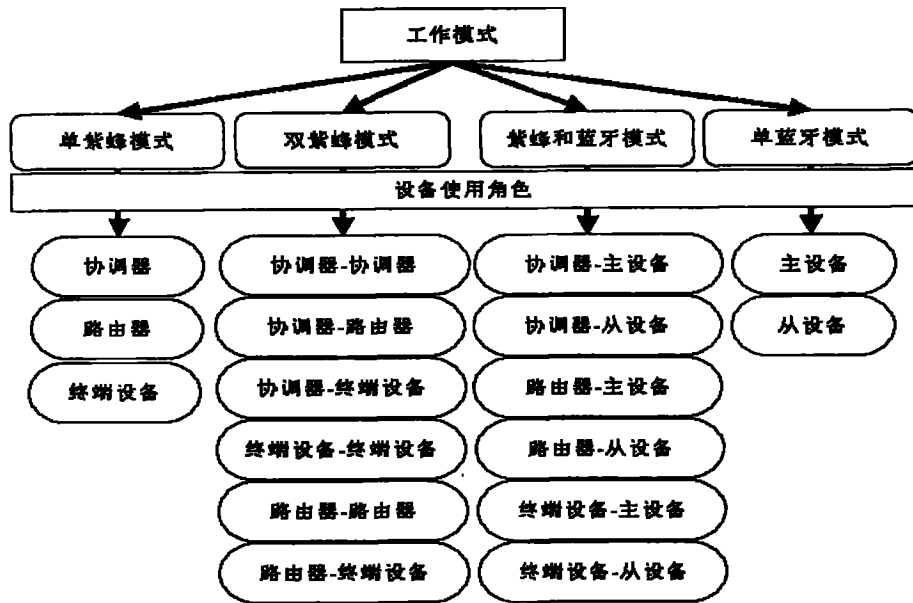 工作模式
单紫蜂模式
双紫蜂模式
紫蜂和蓝牙模式
单蓝牙模式
设备使用角色
协调器
路由器
终端设备
协调器-协调器
协调器-路由器
协调器-终端设备
终端设备-终端设备
路由器-路由器
路由器-终端设备
协调器-主设备
协调器-从设备
路由器-主设备
路由器-从设备
终端设备-主设备
终端设备-从设备
主设备
从设备